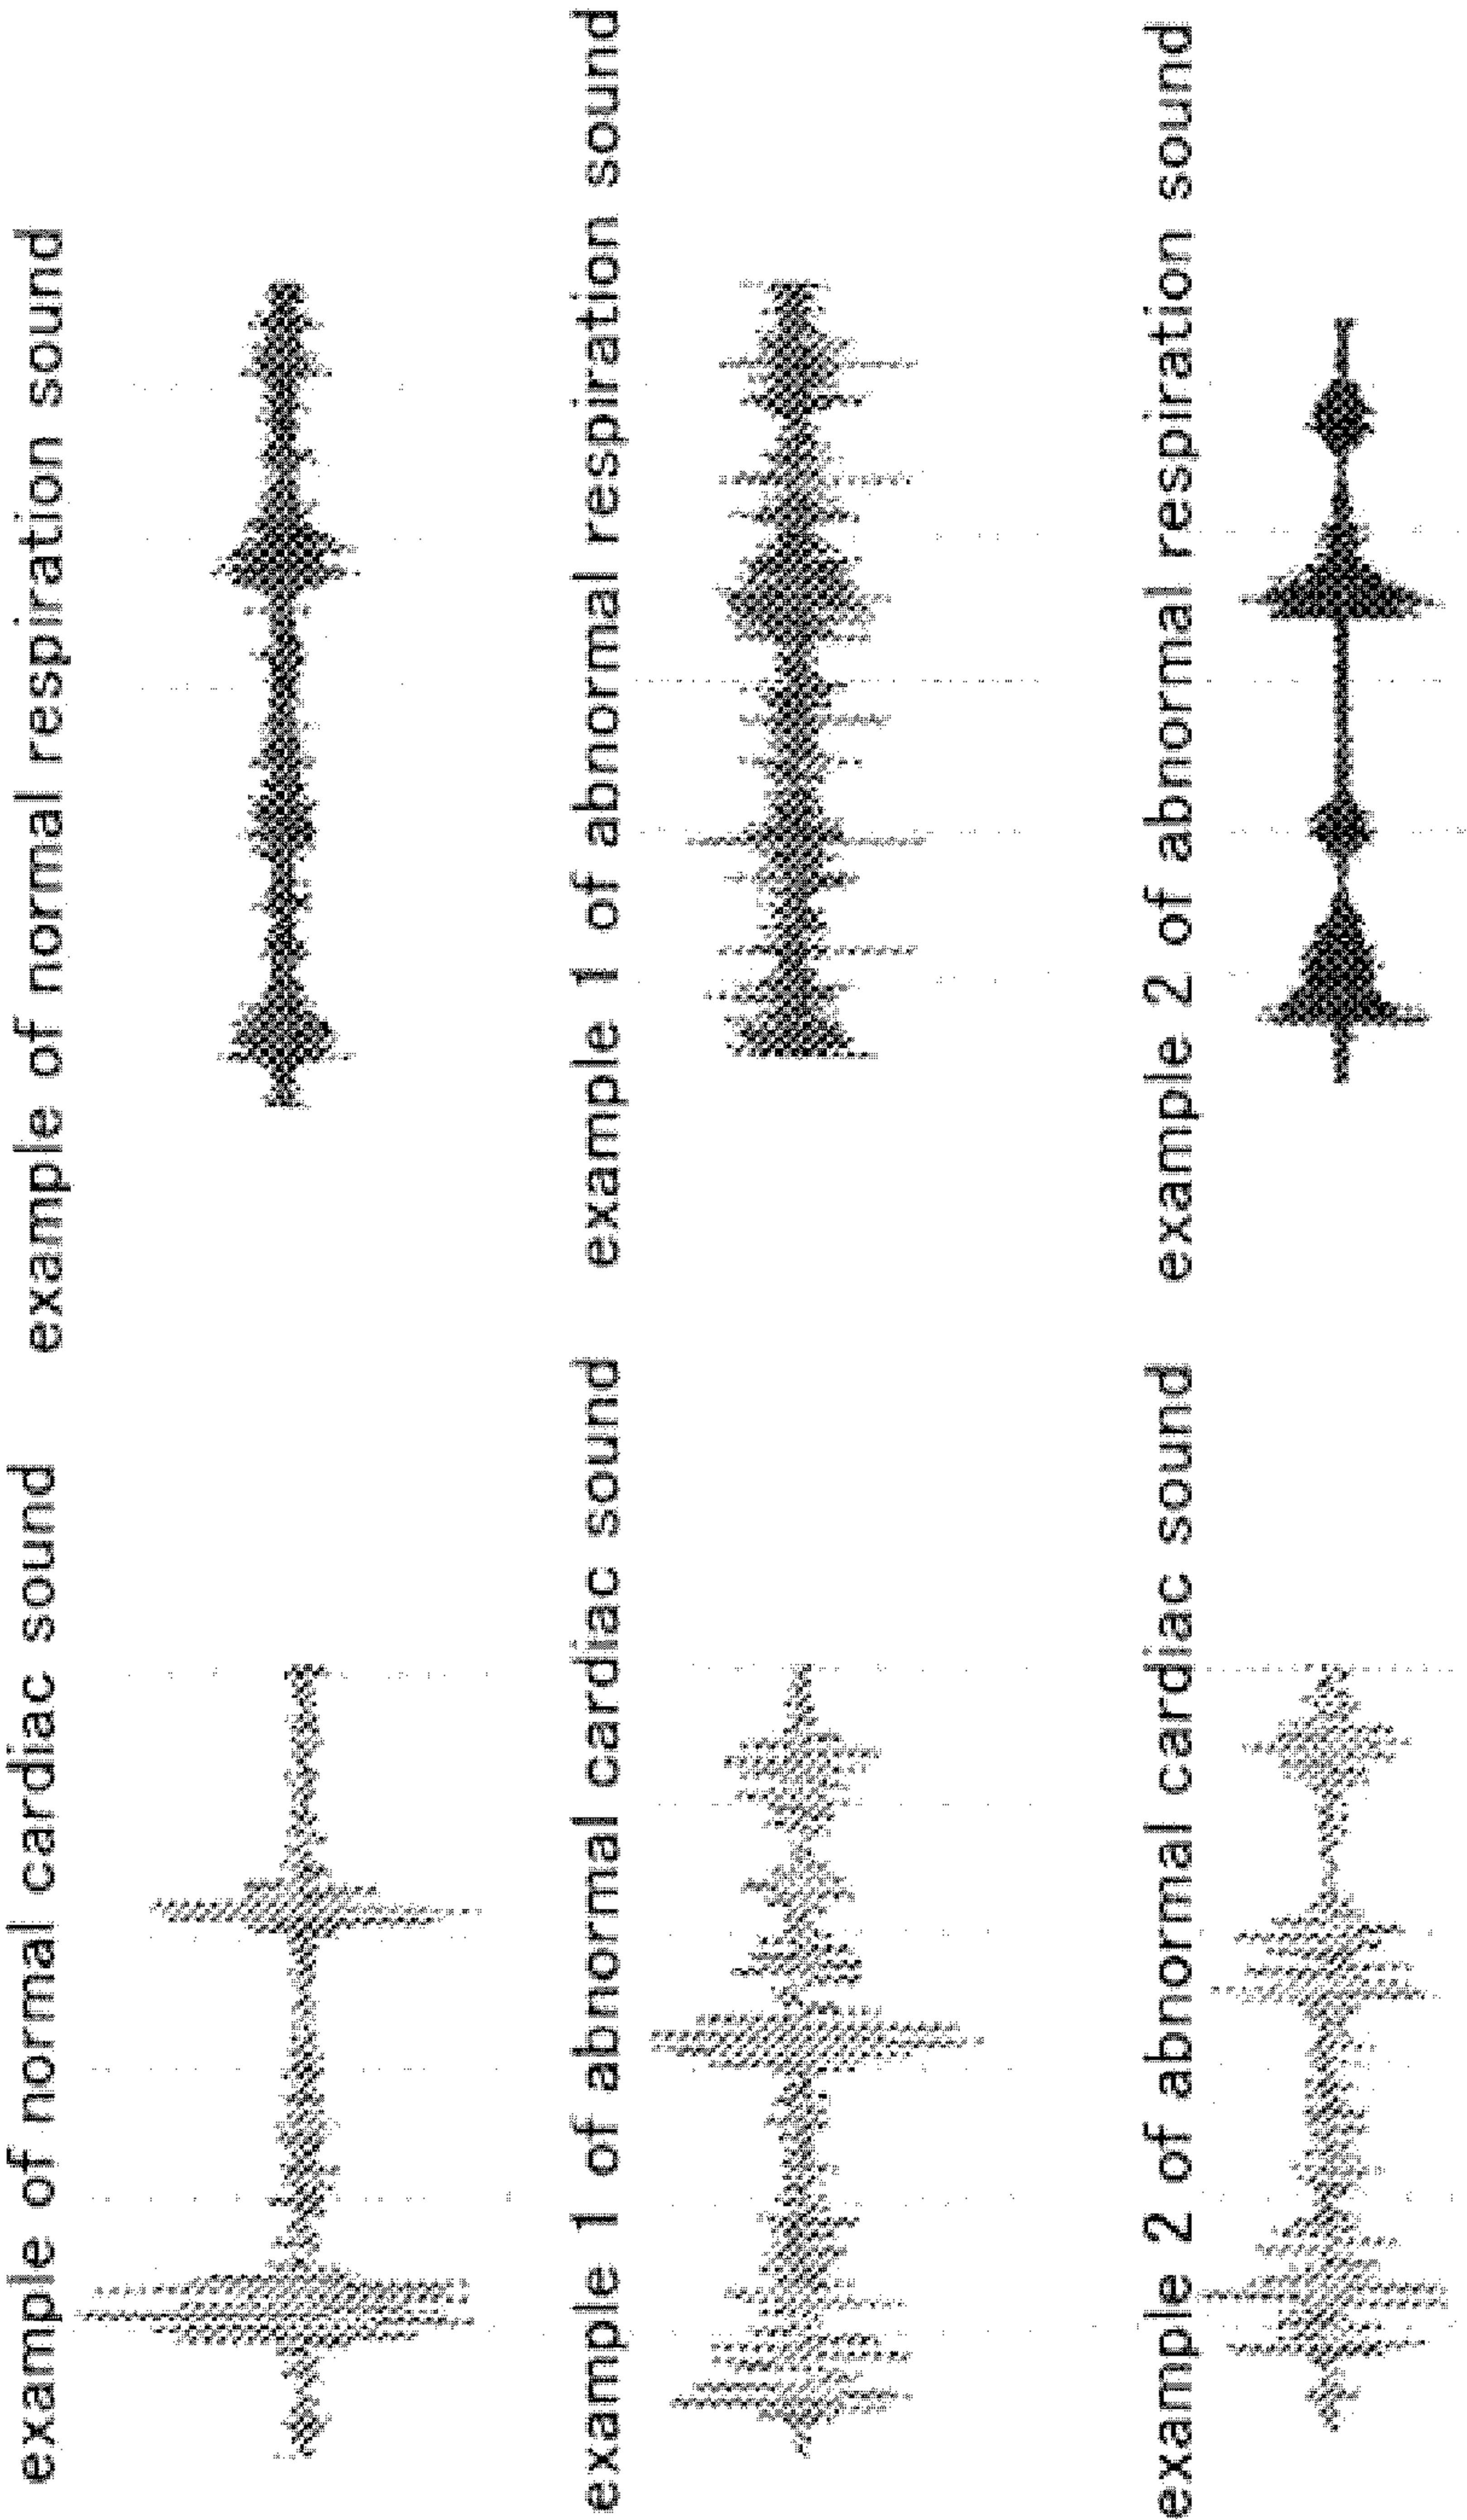 example of normal cardiac sound
example of normal respiration sound
example 1 of abnormal cardiac sound
example 1 of abnormal respiration sound
example 2 of abnormal cardiac sound
example 2 of abnormal respiration sound